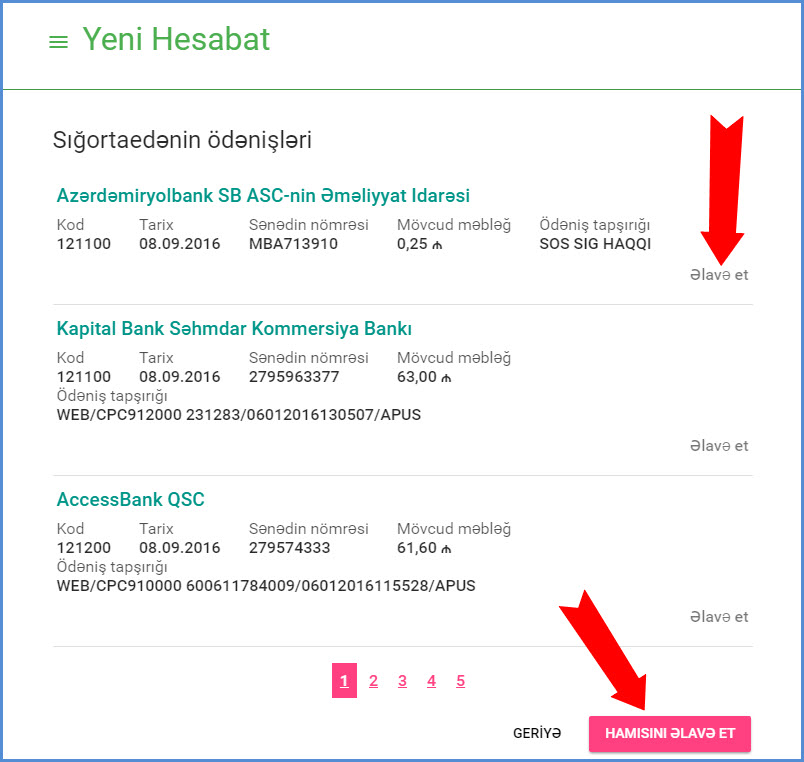 Yeni Hesabat
Sığortaedənin ödənişləri
Azərdəmiryolbank SB ASC-nin Əməliyyat Idarəsi
Kod Tarix Sənədin nömrəsi Mövcud məbləğ Ödəniş tapşırığı
121100 08.09.2016 MBA713910 0,25 ₼ SOS SIG HAQQI
Əlavə et
Kapital Bank Səhmdar Kommersiya Bankı
Kod Tarix Sənədin nömrəsi Mövcud məbləğ
121100 08.09.2016 2795963377 63,00 ₼
Ödəniş tapşırığı
WEB/CPC912000 231283/06012016130507/APUS
Əlavə et
AccessBank QSC
Kod Tarix Sənədin nömrəsi Mövcud məbləğ
121200 08.09.2016 279574333 61,60 ₼
Ödəniş tapşırığı
WEB/CPC910000 600611784009/06012016115528/APUS
Əlavə et
1 2 3 4 5
GERİYƏ HAMISINI ƏLAVƏ ET